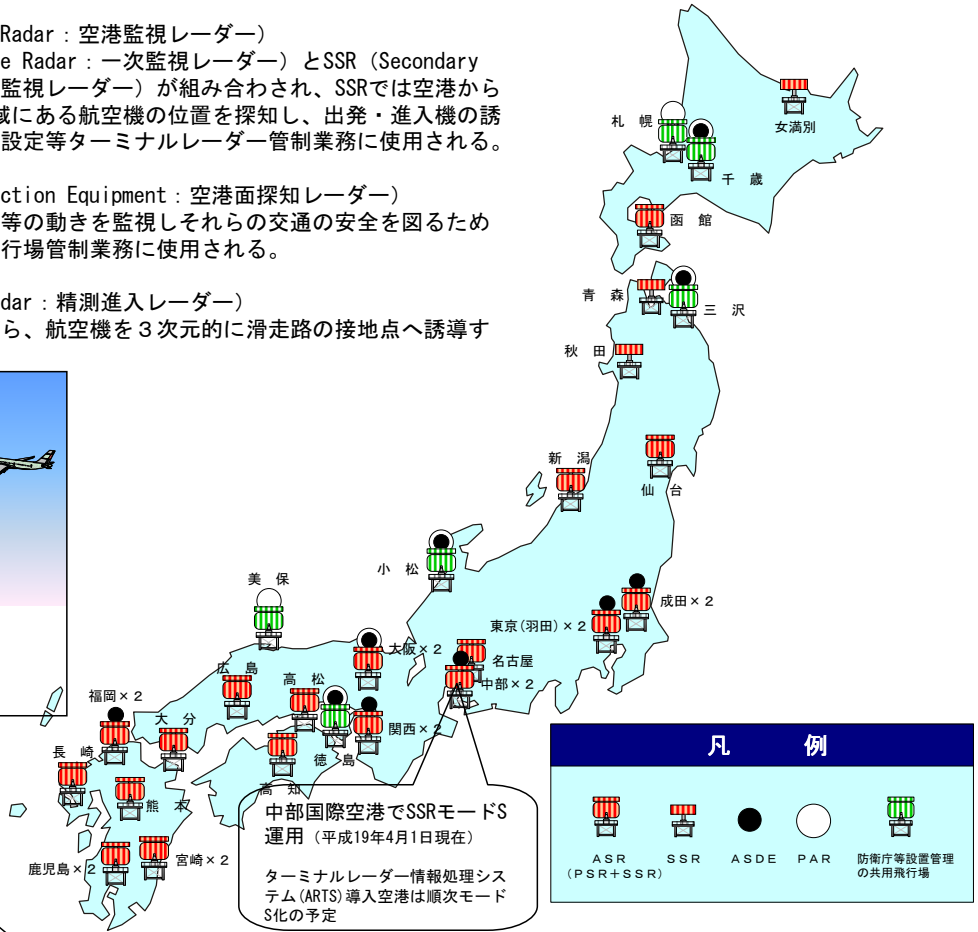 Radar：空港監視レーダー）
e Radar：一次監視レーダー）とSSR（Secondary
監視レーダー）が組み合わされ、SSRでは空港から
域にある航空機の位置を探知し、出発・進入機の誘
設定等ターミナルレーダー管制業務に使用される。
ction Equipment：空港面探知レーダー）
等の動きを監視しそれらの交通の安全を図るため
行場管制業務に使用される。
dar：精測進入レーダー）
ら、航空機を３次元的に滑走路の接地点へ誘導す
女満別
札　幌
千　歳
函　館
青　森
三　沢
秋　田
新　潟
仙　台
小　松
美　保
成田×２
東京(羽田)×２
大阪×２
名古屋
中部×２
広　島
高　松
福岡×２
大　分
関西×２
徳　島
長　崎
高　知
熊　本
鹿児島×２
宮崎×２
中部国際空港でSSRモードS
運用（平成19年4月1日現在）
ターミナルレーダー情報処理シス
テム(ARTS)導入空港は順次モード
S化の予定
凡　例
ＡＳＲ
（ＰＳＲ＋ＳＳＲ）
ＳＳＲ
ＡＳＤＥ
ＰＡＲ
防衛庁等設置管理
の共用飛行場